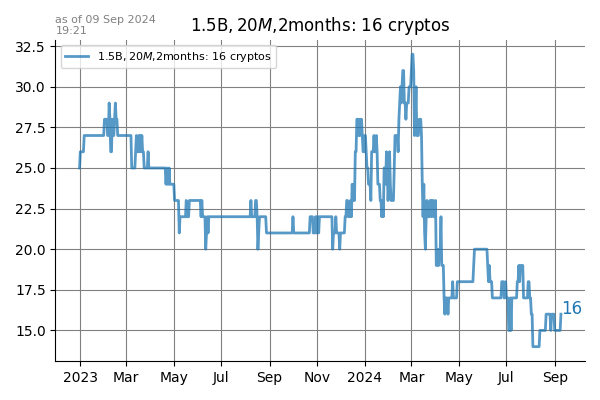 as of 09 Sep 2024
19:21
1.5B, 20M,2months: 16 cryptos
1.5B, 20M,2months: 16 cryptos
32.5
30.0
27.5
25.0
22.5
20.0
17.5
15.0
16
2023 Mar May Jul Sep Nov 2024 Mar May Jul Sep